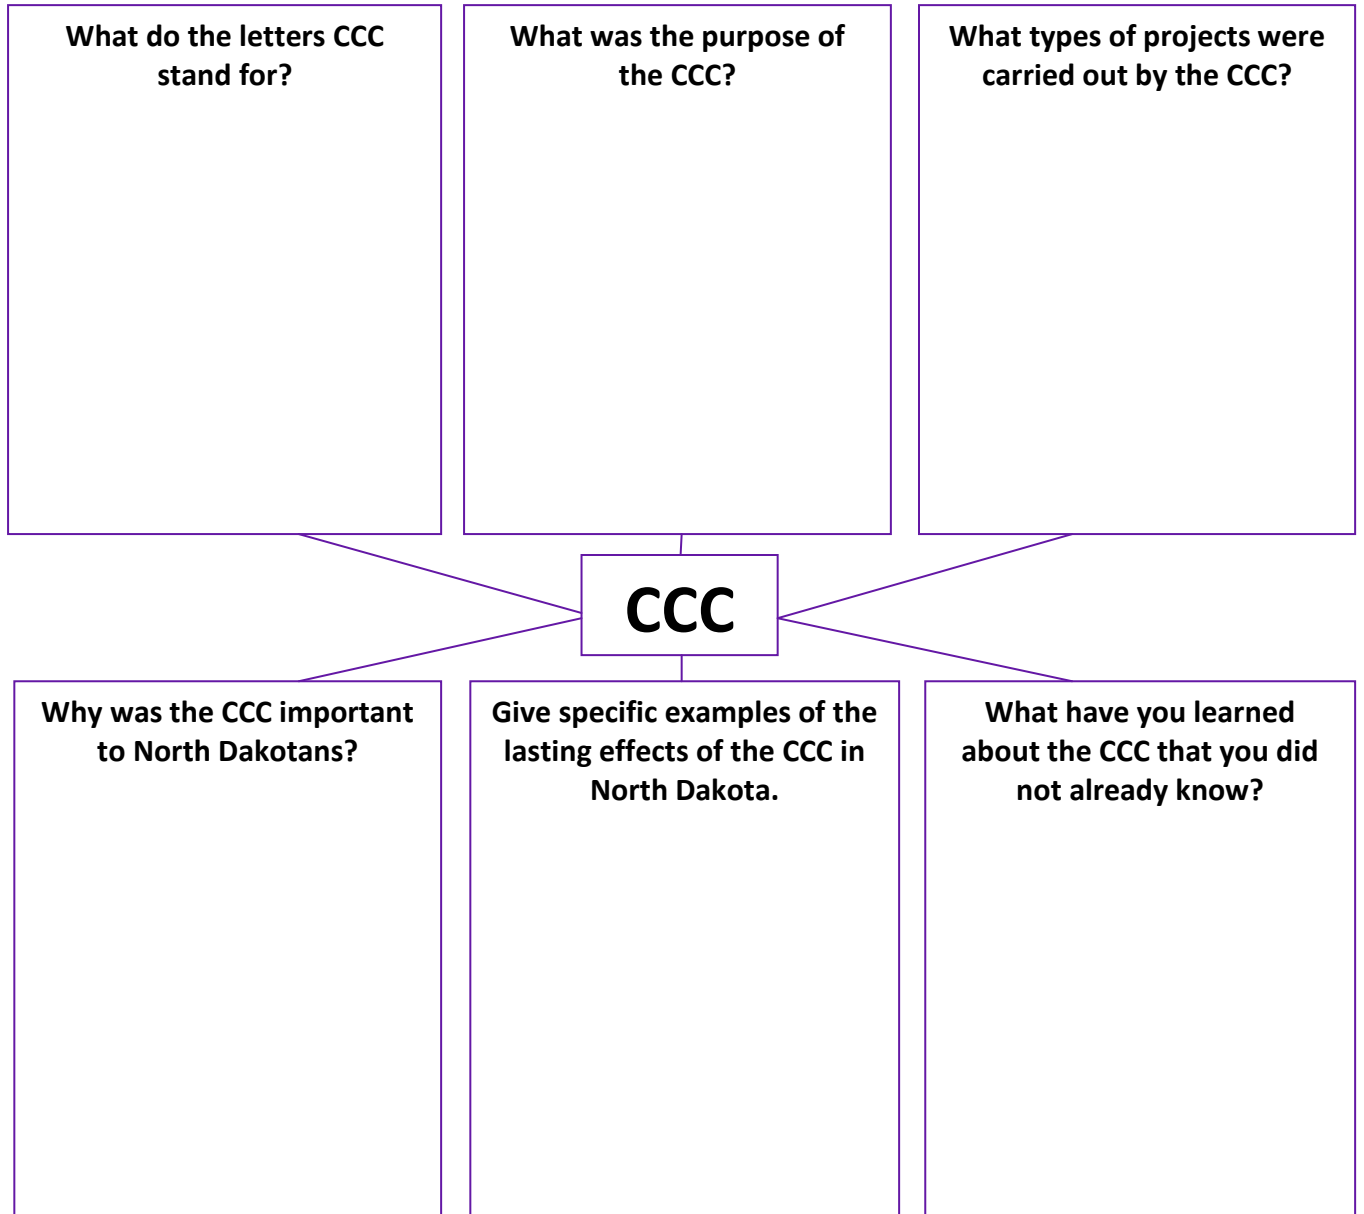 What do the letters CCC
stand for?
What was the purpose of
the CCC?
What types of projects were
carried out by the CCC?
CCC
Why was the CCC important
to North Dakotans?
Give specific examples of the
lasting effects of the CCC in
North Dakota.
What have you learned
about the CCC that you did
not already know?